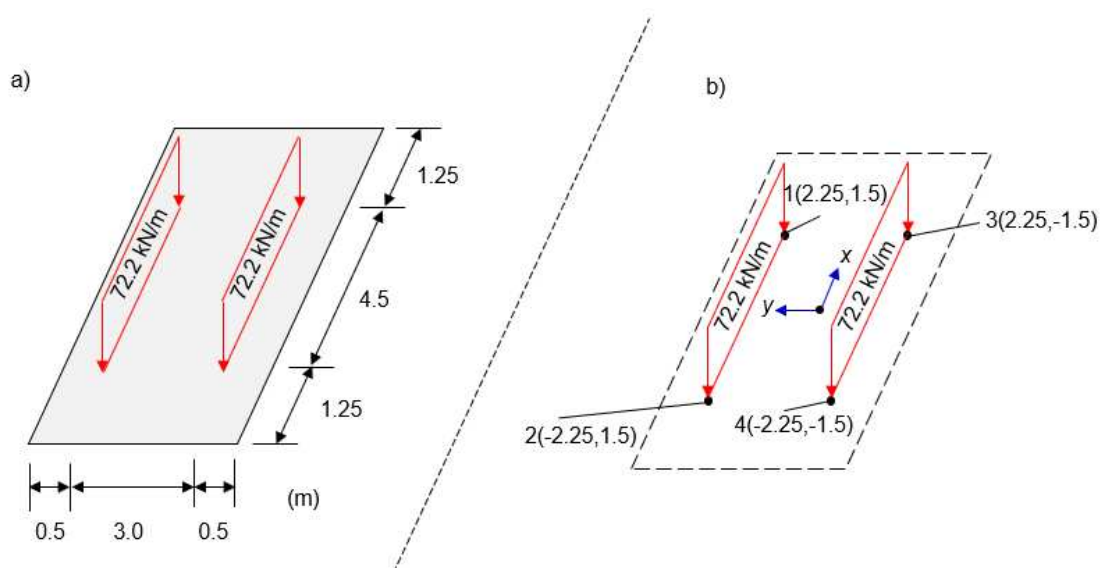 a)
72.2 kN/m
72.2 kN/m
1.25
4.5
1.25
0.5
3.0
0.5
(m)
b)
1(2.25,1.5)
3(2.25,-1.5)
72.2 kN/m
72.2 kN/m
x
y
2(-2.25,1.5)
4(-2.25,-1.5)